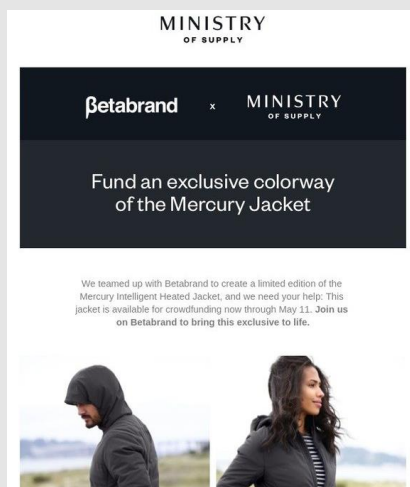 MINISTRY
OF SUPPLY
βetabrand x MINISTRY
OF SUPPLY
Fund an exclusive colorway
of the Mercury Jacket
We teamed up with Betabrand to create a limited edition of the
Mercury Intelligent Heated Jacket, and we need your help: This
jacket is available for crowdfunding now through May 11. Join us
on Betabrand to bring this exclusive to life.